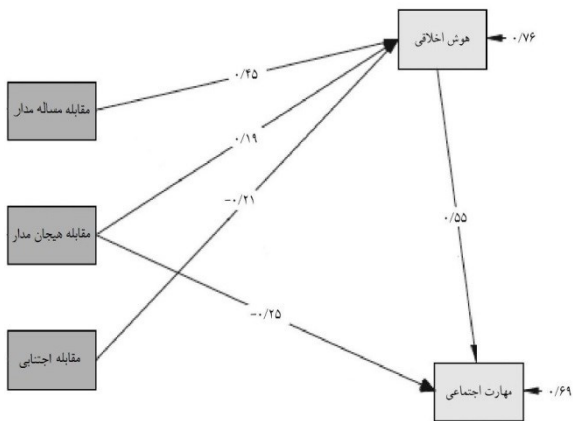 هوش اخلاقی
۰/۷۶
۰/۴۵
مقابله مساله مدار
۰/۱۹
-۰/۲۱
مقابله هیجان مدار
۰/۵۵
-۰/۲۵
مقابله اجتنابی
مهارت اجتماعی
۰/۶۹